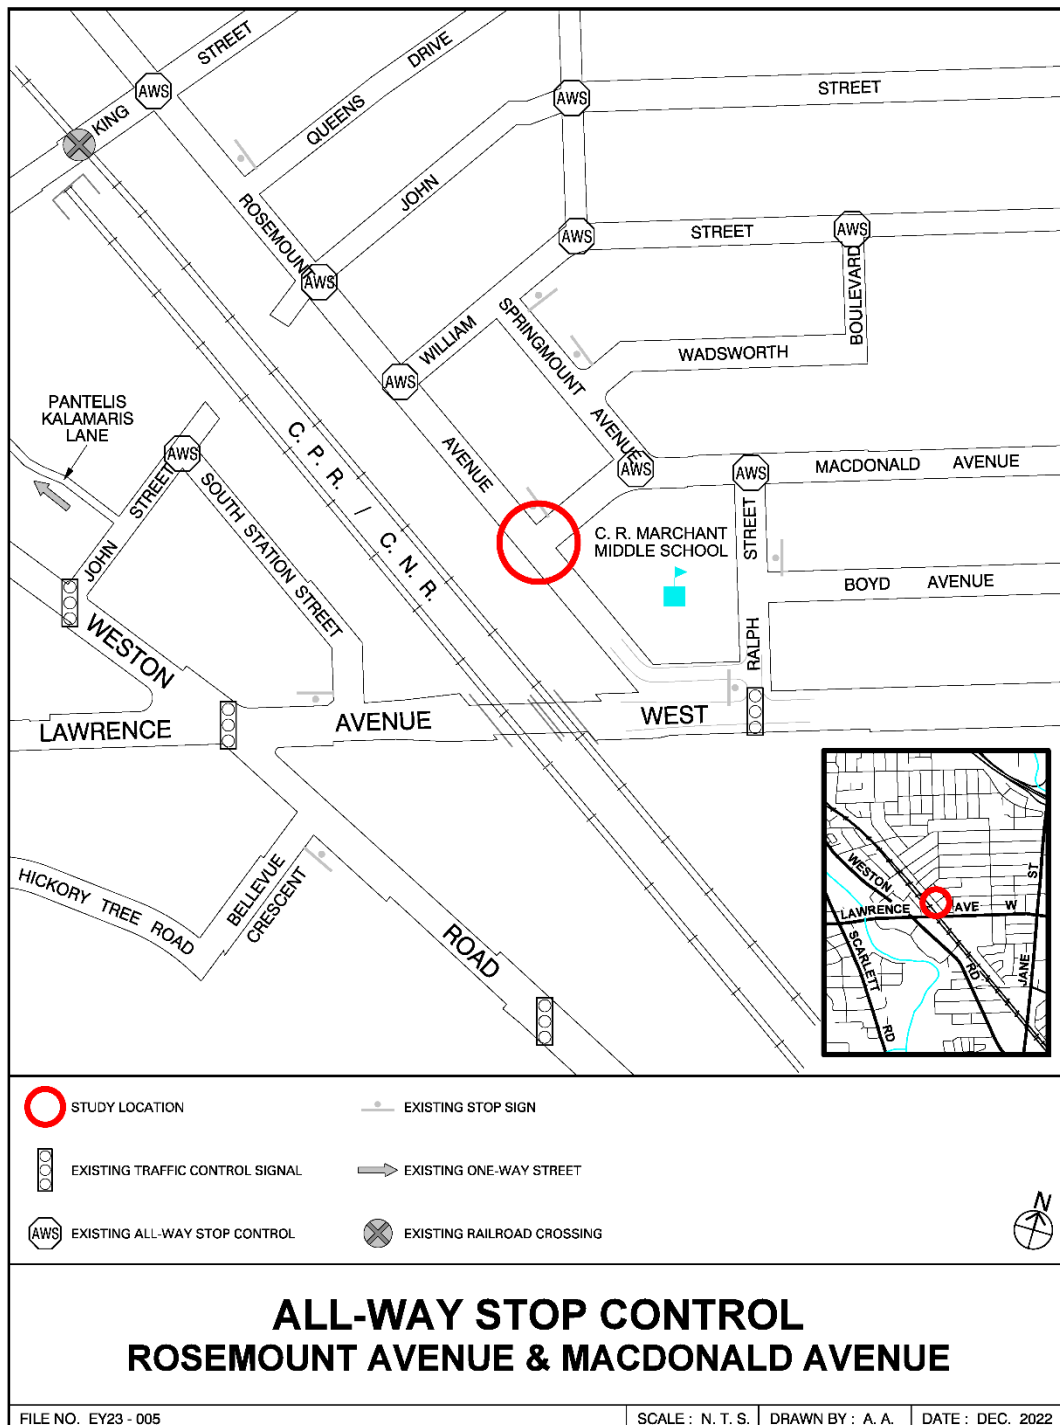 STREET
DRIVE
AWS
AWS
STREET
KING
QUEENS
JOHN
ROSEMOUNT
AWS
STREET
AWS
AWS
BOULEVARD
SPRINGMOUNT
WILLIAM
WADSWORTH
AWS
AVENUE
PANTELIS
KALAMARIS
LANE
AVENUE
C. P. R. / C. N. R.
AWS
AWS
AWS
MACDONALD AVENUE
STREET
JOHN
SOUTH STATION STREET
C. R. MARCHANT
MIDDLE SCHOOL
STREET
BOYD AVENUE
RALPH
WESTON
LAWRENCE
AVENUE
WEST
BELLEVUE
CRESCENT
HICKORY TREE ROAD
ROAD
WESTON
LAWRENCE AVE W
SCARLETT
RD
RD
JANE
ST
STUDY LOCATION
EXISTING STOP SIGN
EXISTING TRAFFIC CONTROL SIGNAL
EXISTING ONE-WAY STREET
AWS EXISTING ALL-WAY STOP CONTROL
EXISTING RAILROAD CROSSING
N
ALL-WAY STOP CONTROL
ROSEMOUNT AVENUE & MACDONALD AVENUE
FILE NO. EY23 - 005
SCALE : N. T. S.
DRAWN BY : A. A.
DATE : DEC. 2022